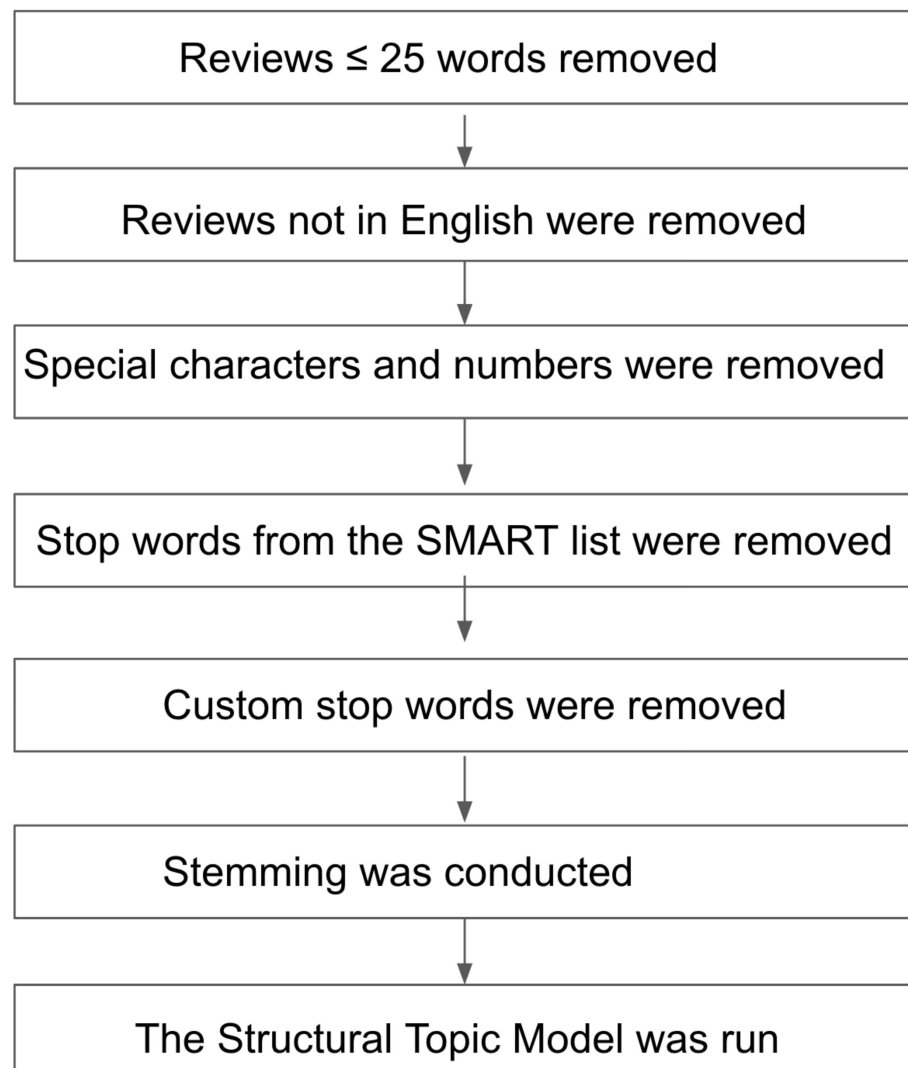 Reviews ≤ 25 words removed
Reviews not in English were removed
Special characters and numbers were removed
Stop words from the SMART list were removed
Custom stop words were removed
Stemming was conducted
The Structural Topic Model was run